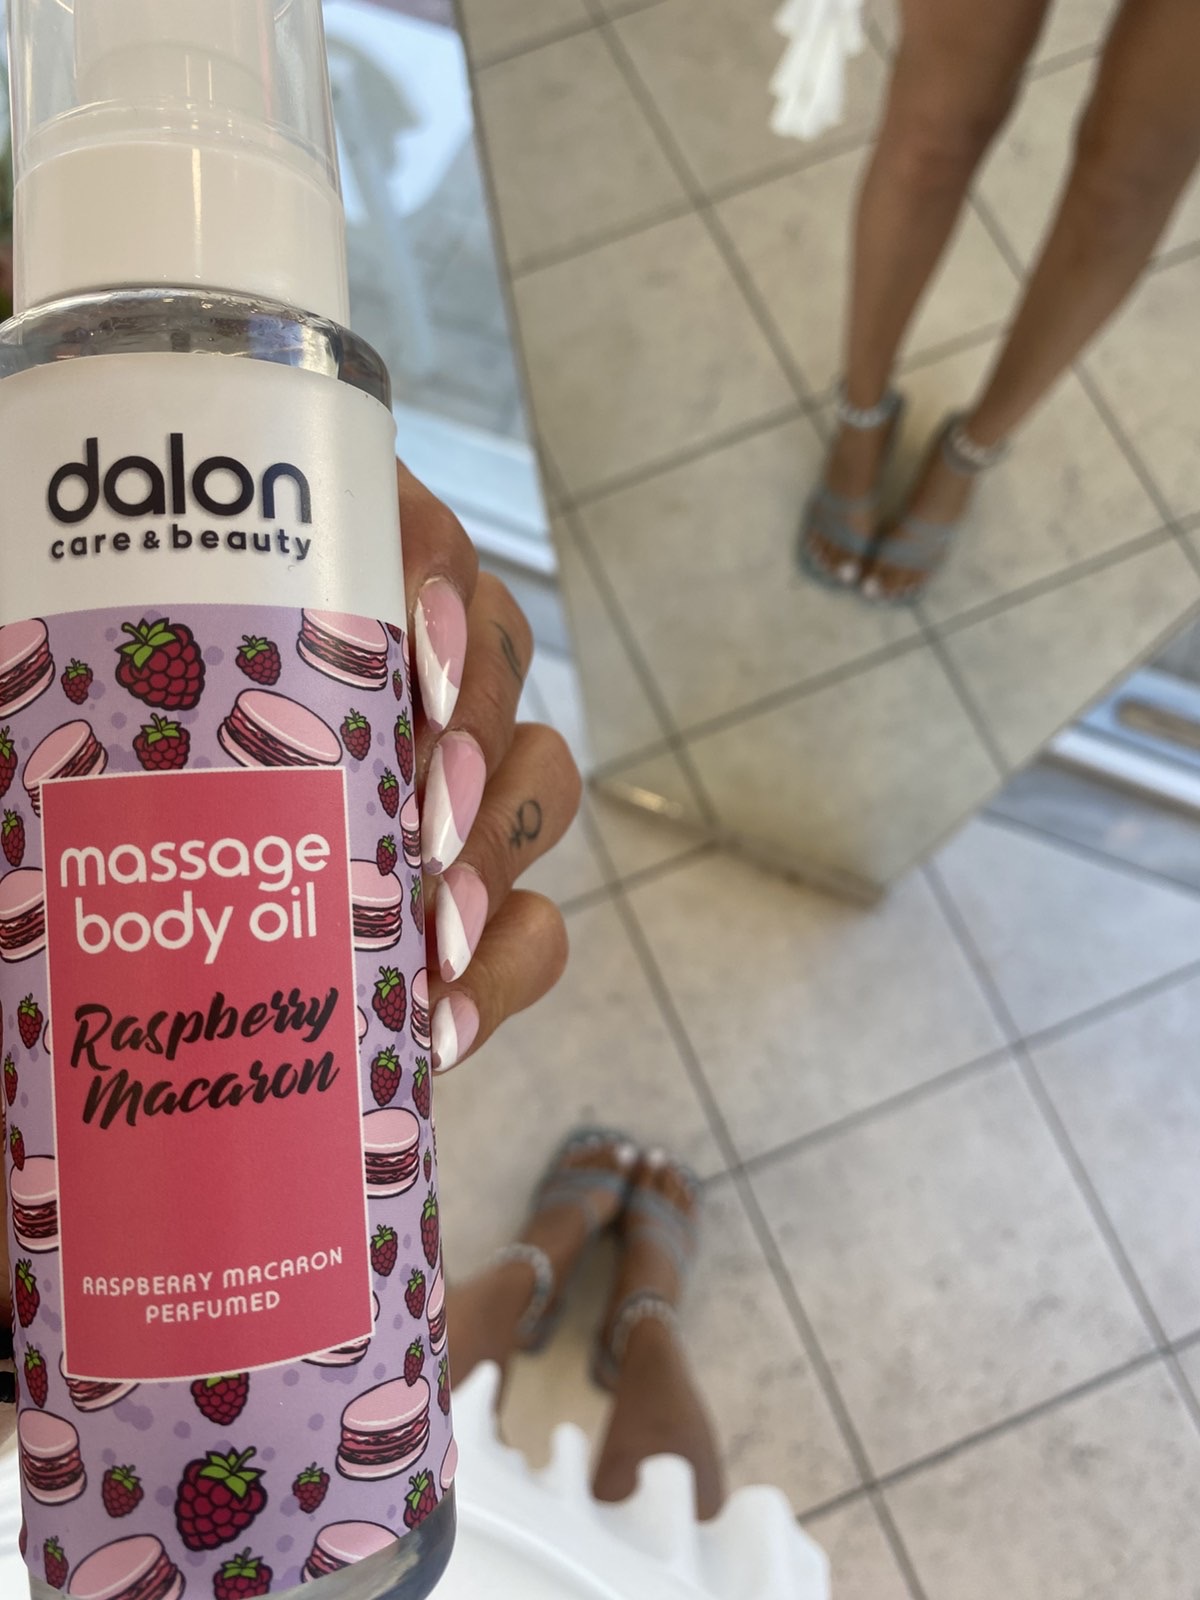 dalon
care & beauty
massage
body oil
Raspberry
Macaron
RASPBERRY MACARON
PERFUMED